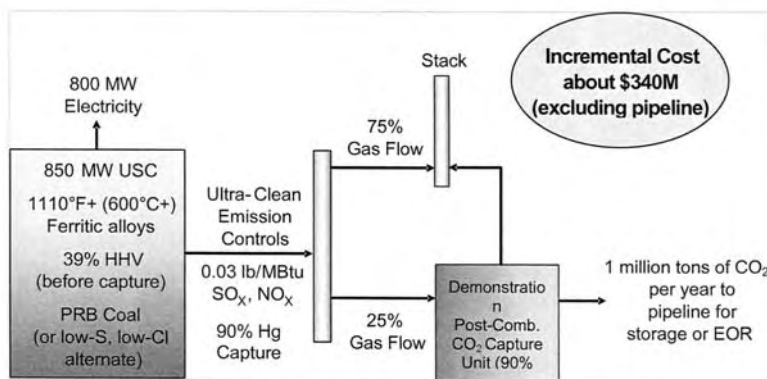 800 MW
Electricity
850 MW USC
1110°F+ (600°C+)
Ferritic alloys
39% HHV
(before capture)
PRB Coal
(or low-S, low-Cl
alternate)
Ultra-Clean
Emission
Controls
0.03 lb/MBtu
SOX, NOX
90% Hg
Capture
75%
Gas Flow
25%
Gas Flow
Stack
Incremental Cost
about $340M
(excluding pipeline)
Demonstratio
n
Post-Comb.
CO2 Capture
Unit (90%
1 million tons of CO2
per year to
pipeline for
storage or EOR